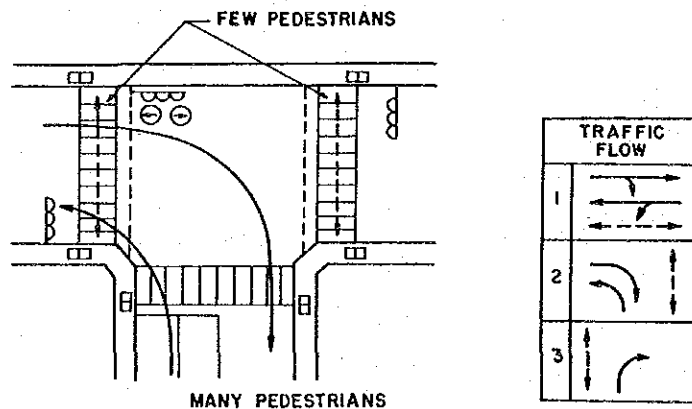 FEW PEDESTRIANS
MANY PEDESTRIANS
TRAFFIC
FLOW
1
2
3